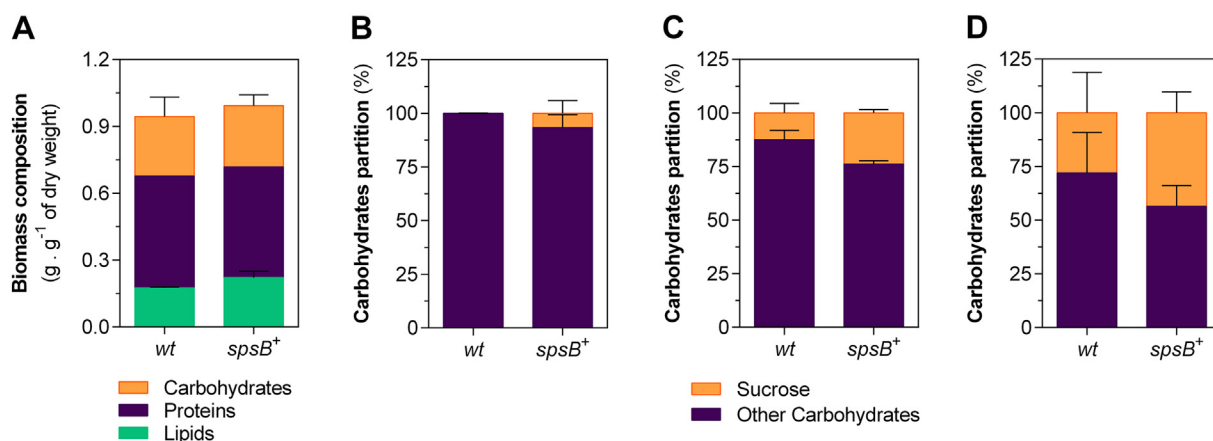 A
Biomass composition
(g . g⁻¹ of dry weight)
1.2
0.9
0.6
0.3
0.0
wt
spsB⁺
Carbohydrates
Proteins
Lipids
B
Carbohydrates partition (%)
125
100
75
50
25
0
wt
spsB⁺
C
Carbohydrates partition (%)
125
100
75
50
25
0
wt
spsB⁺
Sucrose
Other Carbohydrates
D
Carbohydrates partition (%)
125
100
75
50
25
0
wt
spsB⁺